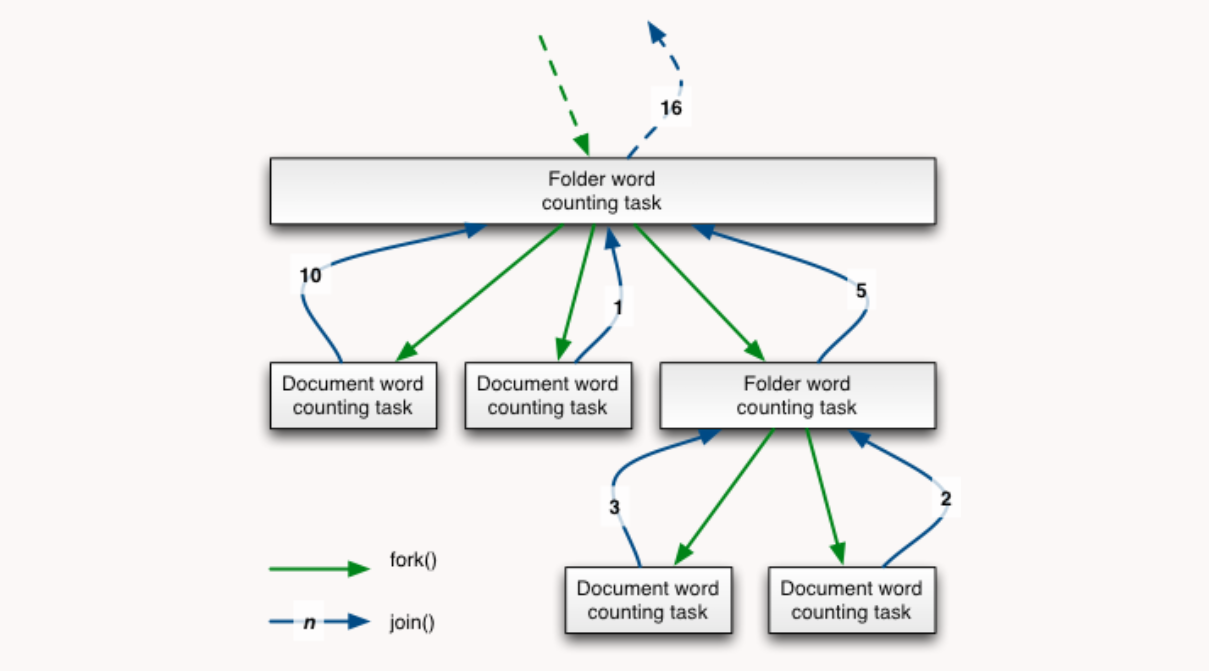 16
Folder word
counting task
10
1
5
Document word
counting task
Document word
counting task
Folder word
counting task
3
2
fork()
n
join()
Document word
counting task
Document word
counting task